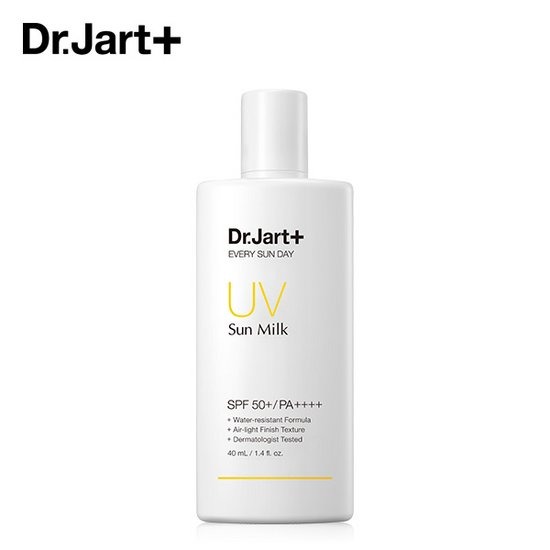 Dr.Jart+
Dr.Jart+
EVERY SUN DAY
UV
Sun Milk
SPF 50+/PA++++
+ Water-resistant Formula
+ Air-light Finish Texture
+ Dermatologist Tested
40 mL / 1.4 fl. oz.